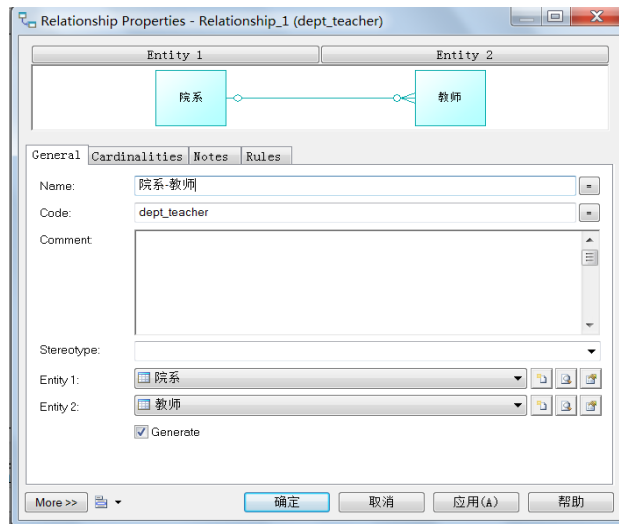 Relationship Properties - Relationship_1 (dept_teacher)
Entity 1 Entity 2
院系 教师
General Cardinalities Notes Rules
Name: 院系-教师 =
Code: dept_teacher =
Comment:
Stereotype:
Entity 1: 院系
Entity 2: 教师
Generate
More >> 确定 取消 应用(A) 帮助